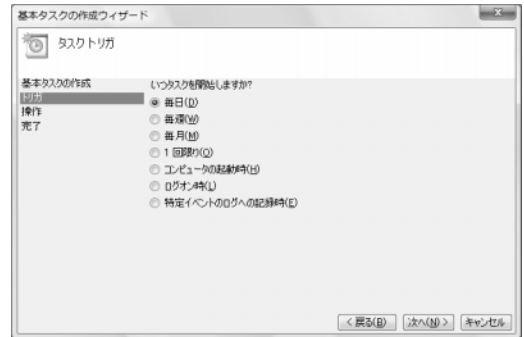 基本タスクの作成ウィザード
タスクトリガ
基本タスクの作成
トリガ
操作
完了
いつタスクを開始しますか?
毎日(D)
毎週(W)
毎月(M)
1 回限り(O)
コンピュータの起動時(H)
ログオン時(L)
特定イベントのログへの記録時(E)
< 戻る(B)
次へ(N) >
キャンセル